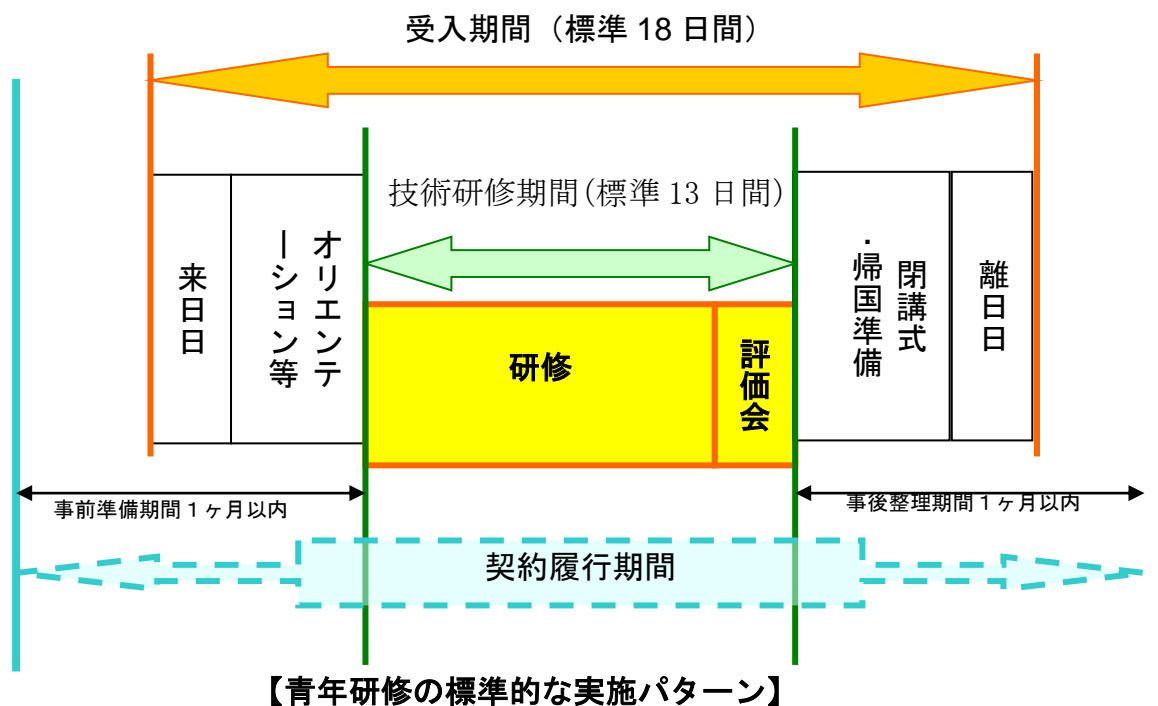 受入期間（標準 18 日間）
技術研修期間(標準 13 日間)
来日日
オリエンテ
ーション等
研修
評価会
閉講式
・帰国準備
離日日
事前準備期間１ヶ月以内
事後整理期間１ヶ月以内
契約履行期間
【青年研修の標準的な実施パターン】